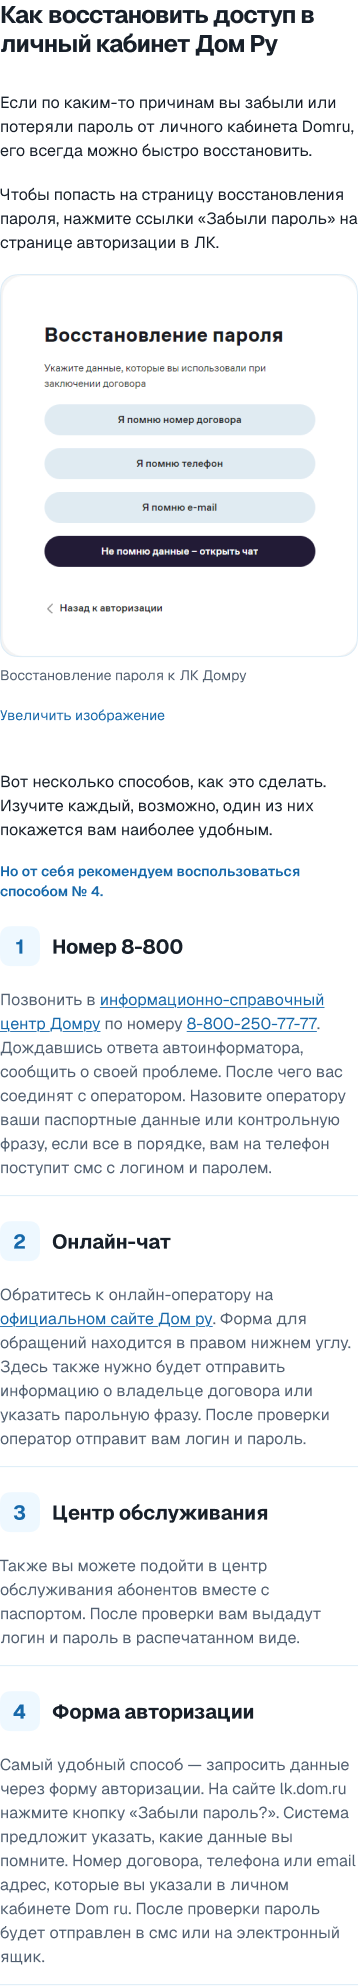 Как восстановить доступ в
личный кабинет Дом Ру
Если по каким-то причинам вы забыли или
потеряли пароль от личного кабинета Domru,
его всегда можно быстро восстановить.
Чтобы попасть на страницу восстановления
пароля, нажмите ссылки «Забыли пароль» на
странице авторизации в ЛК.
Восстановление пароля
Укажите данные, которые вы использовали при
заключении договора
Я помню номер договора
Я помню телефон
Я помню e-mail
Не помню данные – открыть чат
Назад к авторизации
Восстановление пароля к ЛК Домру
Увеличить изображение
Вот несколько способов, как это сделать.
Изучите каждый, возможно, один из них
покажется вам наиболее удобным.
Но от себя рекомендуем воспользоваться
способом № 4.
1 Номер 8-800
Позвонить в информационно-справочный
центр Домру по номеру 8-800-250-77-77.
Дождавшись ответа автоинформатора,
сообщить о своей проблеме. После чего вас
соединят с оператором. Назовите оператору
ваши паспортные данные или контрольную
фразу, если все в порядке, вам на телефон
поступит смс с логином и паролем.
2 Онлайн-чат
Обратитесь к онлайн-оператору на
официальном сайте Дом ру. Форма для
обращений находится в правом нижнем углу.
Здесь также нужно будет отправить
информацию о владельце договора или
указать парольную фразу. После проверки
оператор отправит вам логин и пароль.
3 Центр обслуживания
Также вы можете подойти в центр
обслуживания абонентов вместе с
паспортом. После проверки вам выдадут
логин и пароль в распечатанном виде.
4 Форма авторизации
Самый удобный способ — запросить данные
через форму авторизации. На сайте lk.dom.ru
нажмите кнопку «Забыли пароль?». Система
предложит указать, какие данные вы
помните. Номер договора, телефона или email
адрес, которые вы указали в личном
кабинете Dom ru. После проверки пароль
будет отправлен в смс или на электронный
ящик.